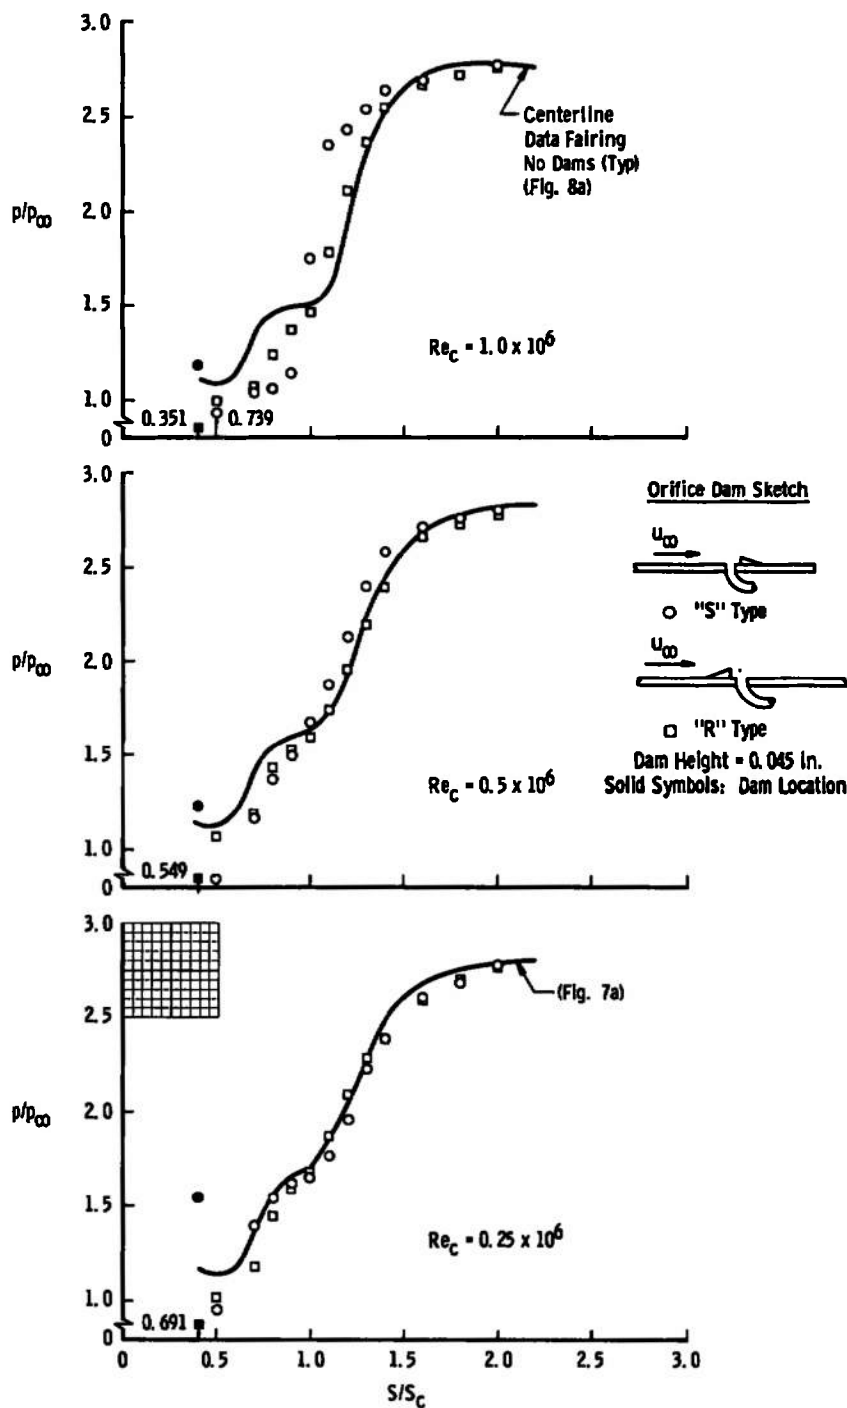 3.0
2.5
2.0
1.5
1.0
0
p/p∞
Centerline
Data Fairing
No Dams (Typ)
(Fig. 8a)
Re_c = 1.0 x 10^6
0.351
0.739
3.0
2.5
2.0
1.5
1.0
0
p/p∞
Re_c = 0.5 x 10^6
0.549
Orifice Dam Sketch
u∞
"S" Type
u∞
"R" Type
Dam Height = 0.045 in.
Solid Symbols: Dam Location
3.0
2.5
2.0
1.5
1.0
0
p/p∞
(Fig. 7a)
Re_c = 0.25 x 10^6
0.691
0 0.5 1.0 1.5 2.0 2.5 3.0
S/S_c